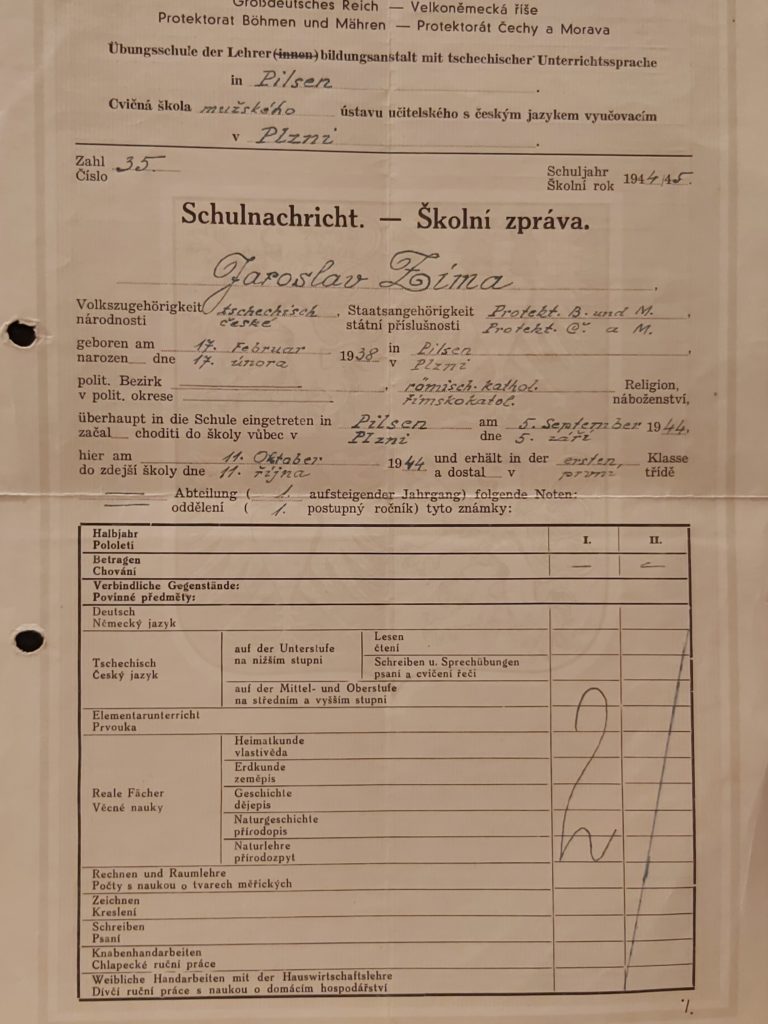 Großdeutsches Reich — Velkoněmecká říše
Protektorat Böhmen und Mähren — Protektorát Čechy a Morava
Übungsschule der Lehrer(innen)bildungsanstalt mit tschechischer Unterrichtssprache
in Pilsen .
Cvičná škola mužského ústavu učitelského s českým jazykem vyučovacím
v Plzni .
Zahl
Číslo 35.
Schuljahr
Školní rok 1944/45.
Schulnachricht. — Školní zpráva.
Jaroslav Zíma ,
Volkszugehörigkeit tschechisch , Staatsangehörigkeit Protekt. B. und M. ,
národnosti české státní příslušnosti Protekt. Č. a M.
geboren am 17. Februar 1938 in Pilsen ,
narozen dne 17. února v Plzni
polit. Bezirk , römisch-kathol. Religion,
v polit. okrese římskokatol. náboženství,
überhaupt in die Schule eingetreten in Pilsen am 5. September 1944,
začal choditi do školy vůbec v Plzni dne 5. září
hier am 11. Oktober 1944 und erhält in der ersten, Klasse
do zdejší školy dne 11. října a dostal v první třídě
Abteilung ( 1. aufsteigender Jahrgang) folgende Noten:
oddělení ( 1. postupný ročník) tyto známky:
Halbjahr
Pololetí
I. II.
Betragen
Chování
— —
Verbindliche Gegenstände:
Povinné předměty:
Deutsch
Německý jazyk
Tschechisch
Český jazyk
auf der Unterstufe
na nižším stupni
Lesen
čtení
Schreiben u. Sprechübungen
psaní a cvičení řeči
auf der Mittel- und Oberstufe
na středním a vyšším stupni
Elementarunterricht
Prvouka
Reale Fächer
Věcné nauky
Heimatkunde
vlastivěda
Erdkunde
zeměpis
Geschichte
dějepis
Naturgeschichte
přírodopis
Naturlehre
přírodozpyt
2
Rechnen und Raumlehre
Počty s naukou o tvarech měřických
Zeichnen
Kreslení
Schreiben
Psaní
Knabenhandarbeiten
Chlapecké ruční práce
Weibliche Handarbeiten mit der Hauswirtschaftslehre
Dívčí ruční práce s naukou o domácím hospodářství